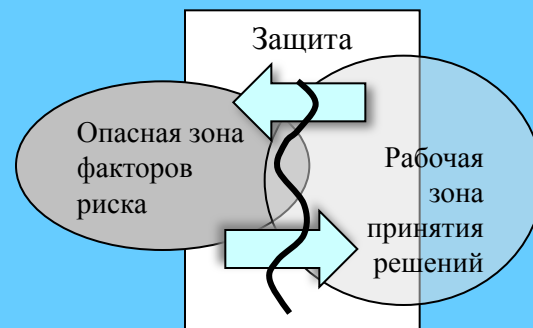 Защита
Опасная зона
факторов
риска
Рабочая
зона
принятия
решений